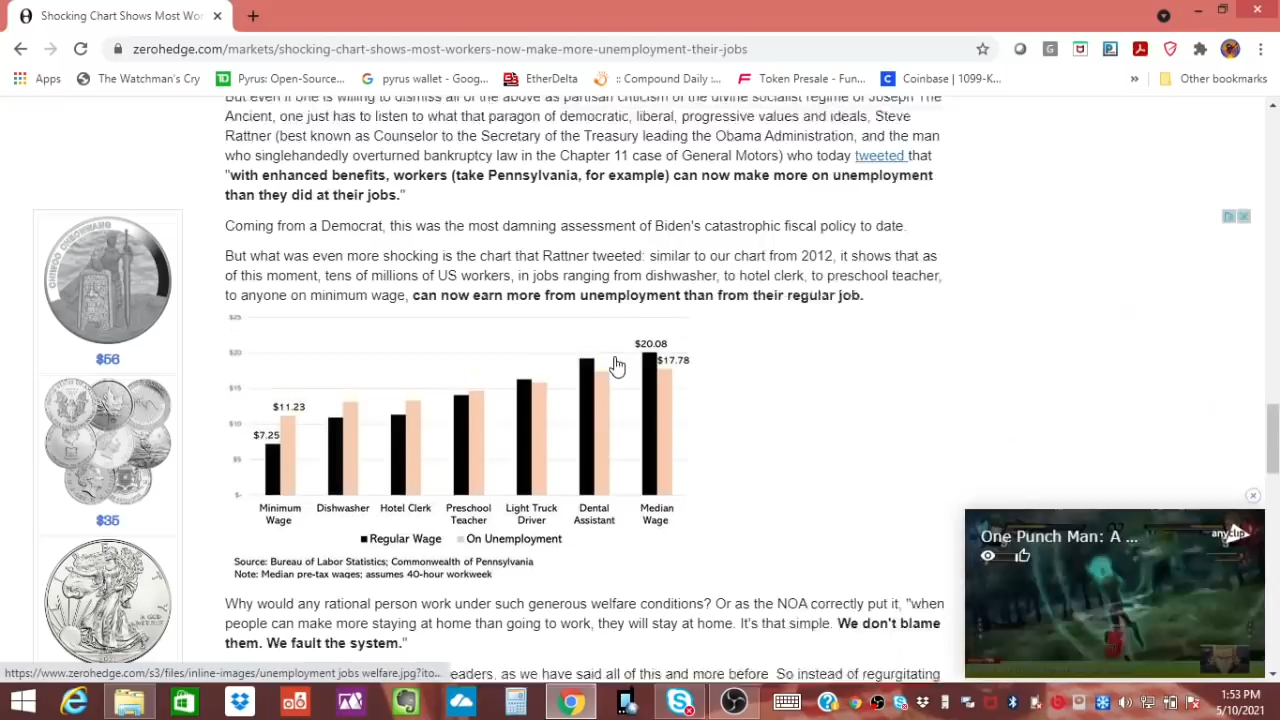 Shocking Chart Shows Most Wor
zerohedge.com/markets/shocking-chart-shows-most-workers-now-make-more-unemployment-their-jobs
Apps
The Watchman's Cry
Pyrus: Open-Source...
pyrus wallet - Goog...
EtherDelta
:: Compound Daily :...
Token Presale - Fun...
Coinbase | 1099-K...
»
Other bookmarks
But even if one is willing to dismiss all of the above as partisan criticism of the divine socialist regime of Joseph The
Ancient, one just has to listen to what that paragon of democratic, liberal, progressive values and ideals, Steve
Rattner (best known as Counselor to the Secretary of the Treasury leading the Obama Administration, and the man
who singlehandedly overturned bankruptcy law in the Chapter 11 case of General Motors) who today tweeted that
"with enhanced benefits, workers (take Pennsylvania, for example) can now make more on unemployment
than they did at their jobs."
Coming from a Democrat, this was the most damning assessment of Biden's catastrophic fiscal policy to date.
But what was even more shocking is the chart that Rattner tweeted: similar to our chart from 2012, it shows that as
of this moment, tens of millions of US workers, in jobs ranging from dishwasher, to hotel clerk, to preschool teacher,
to anyone on minimum wage, can now earn more from unemployment than from their regular job.
$56
$35
$25
$20
$15
$10
$5
$-
$7.25
$11.23
$20.08
$17.78
Minimum
Wage
Dishwasher
Hotel Clerk
Preschool
Teacher
Light Truck
Driver
Dental
Assistant
Median
Wage
Regular Wage
On Unemployment
Source: Bureau of Labor Statistics; Commonwealth of Pennsylvania
Note: Median pre-tax wages; assumes 40-hour workweek
Why would any rational person work under such generous welfare conditions? Or as the NOA correctly put it, "when
people can make more staying at home than going to work, they will stay at home. It's that simple. We don't blame
them. We fault the system."
eaders, as we have said all of this and more before. So instead of regurgitating
One Punch Man: A ...
anyclip
https://www.zerohedge.com/s3/files/inline-images/unemployment jobs welfare.jpg?ito...
1:53 PM
5/10/2021